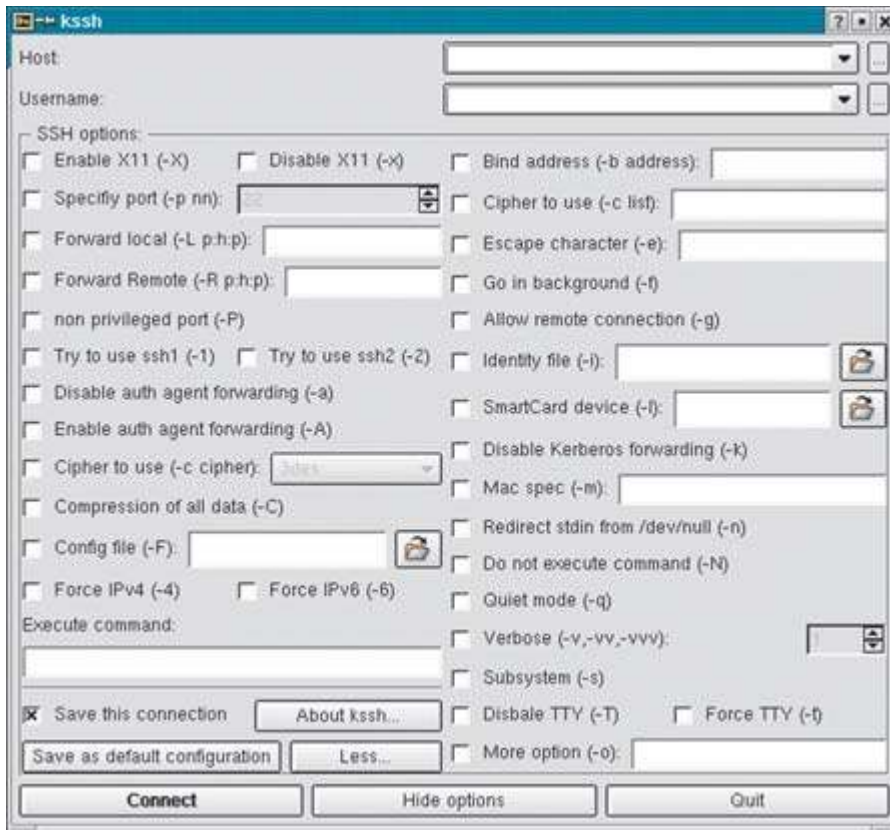 kssh
Host:
Username:
SSH options:
Enable X11 (-X)
Disable X11 (-x)
Specifiy port (-p nn):
22
Forward local (-L p:h:p):
Forward Remote (-R p:h:p):
non privileged port (-P)
Try to use ssh1 (-1)
Try to use ssh2 (-2)
Disable auth agent forwarding (-a)
Enable auth agent forwarding (-A)
Cipher to use (-c cipher):
3des
Compression of all data (-C)
Config file (-F):
Force IPv4 (-4)
Force IPv6 (-6)
Execute command:
Save this connection
About kssh...
Save as default configuration
Less...
Bind address (-b address):
Cipher to use (-c list):
Escape character (-e):
Go in background (-f)
Allow remote connection (-g)
Identity file (-i):
...
...
SmartCard device (-I):
Disable Kerberos forwarding (-k)
Mac spec (-m):
Redirect stdin from /dev/null (-n)
Do not execute command (-N)
Quiet mode (-q)
Verbose (-v,-vv,-vvv):
1
Subsystem (-s)
Disbale TTY (-T)
Force TTY (-t)
More option (-o):
Connect
Hide options
Quit